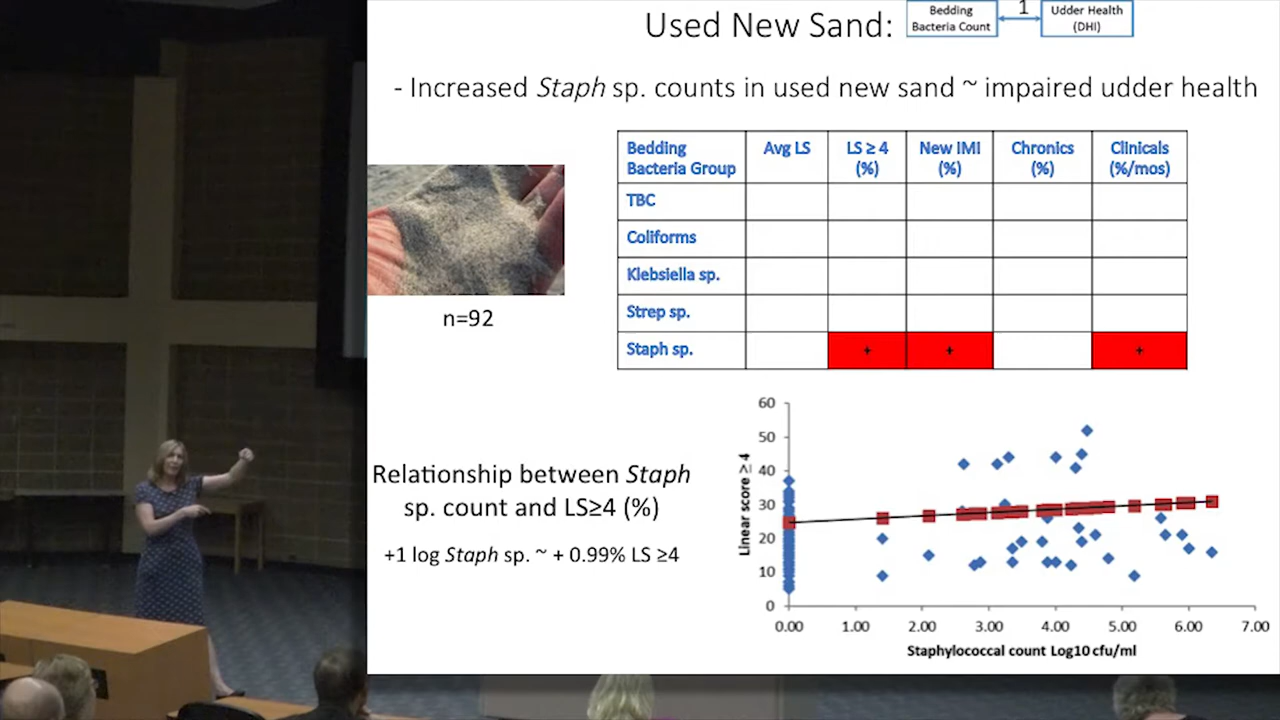 Used New Sand:
Bedding
Bacteria Count
1
Udder Health
(DHI)
- Increased Staph sp. counts in used new sand ~ impaired udder health
Bedding
Bacteria Group
Avg LS
LS ≥ 4
(%)
New IMI
(%)
Chronics
(%)
Clinicals
(%/mos)
TBC
Coliforms
Klebsiella sp.
Strep sp.
Staph sp.
+
+
+
n=92
Relationship between Staph
sp. count and LS≥4 (%)
+1 log Staph sp. ~ + 0.99% LS ≥4
Linear score ≥ 4
60
50
40
30
20
10
0
0.00 1.00 2.00 3.00 4.00 5.00 6.00 7.00
Staphylococcal count Log10 cfu/ml